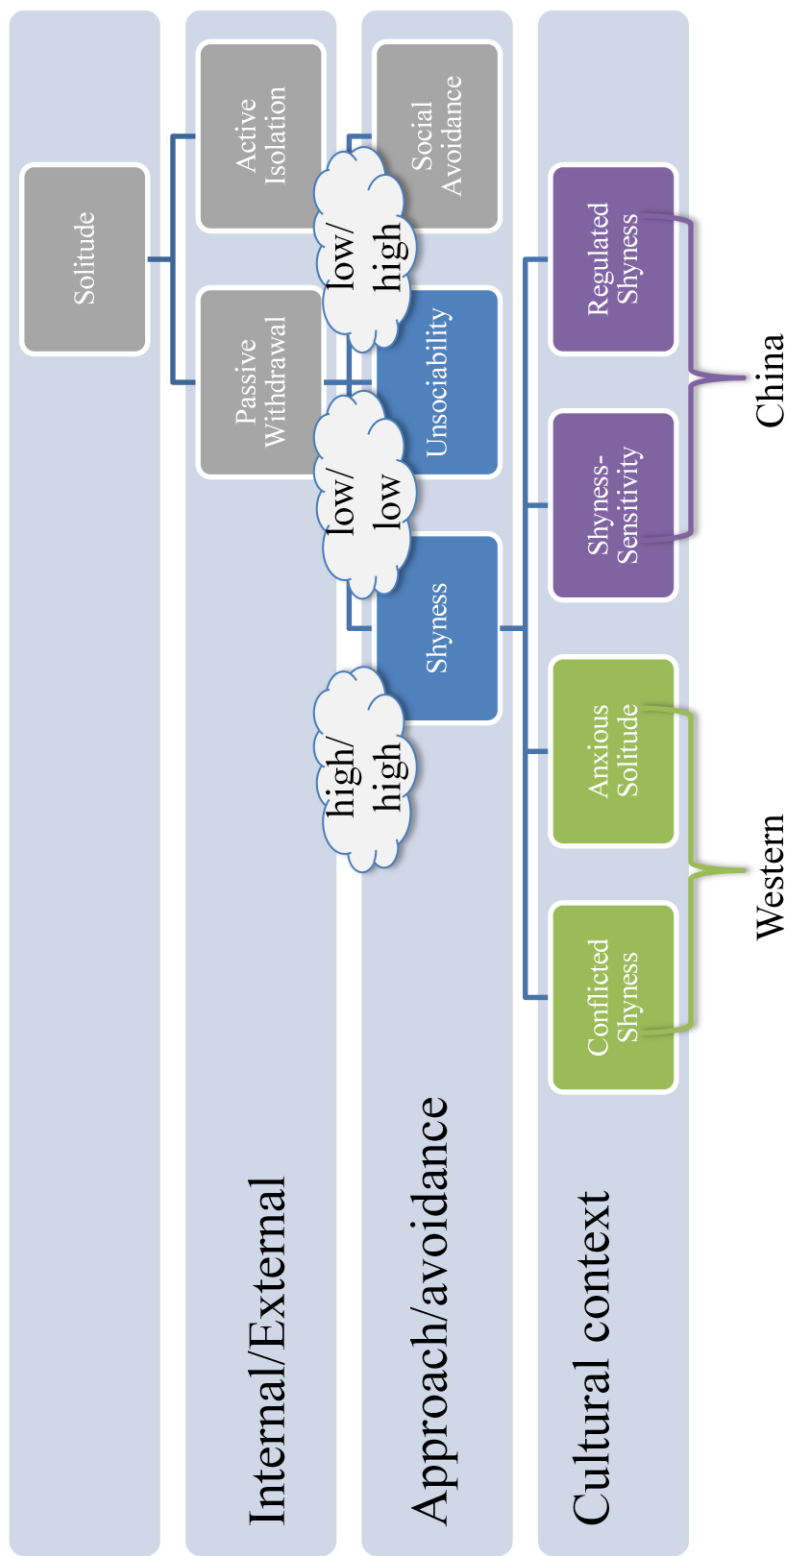 Solitude
Internal/External
Passive
Withdrawal
Active
Isolation
Approach/avoidance
high/
high
Shyness
low/
low
Unsociability
low/
high
Social
Avoidance
Cultural context
Conflicted
Shyness
Anxious
Solitude
Shyness-
Sensitivity
Regulated
Shyness
Western
China